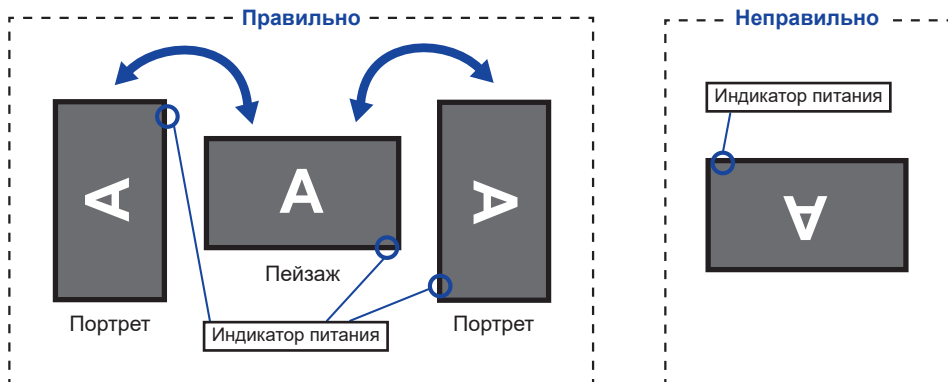 Правильно
Неправильно
Индикатор питания
A
A
A
A
Пейзаж
Портрет
Индикатор питания
Портрет